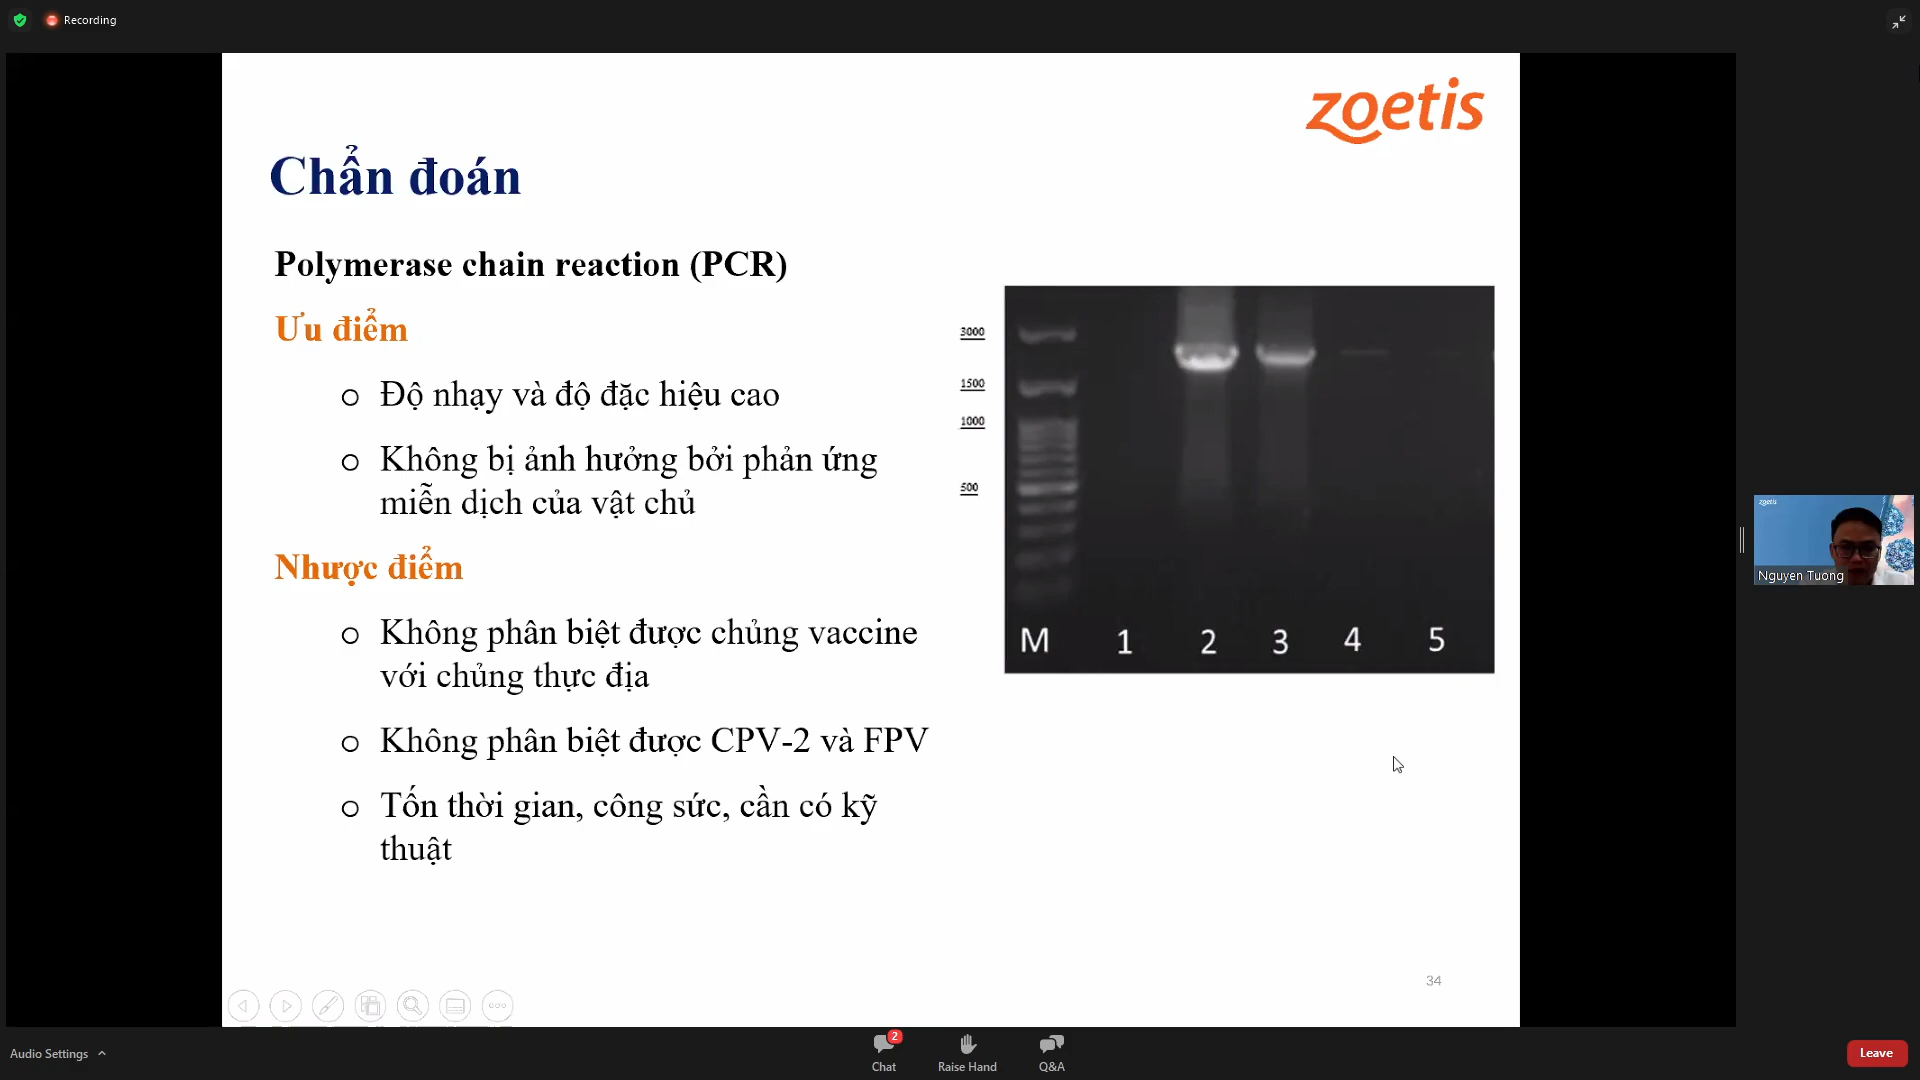 Recording
zoetis
Chẩn đoán
Polymerase chain reaction (PCR)
Ưu điểm
Độ nhạy và độ đặc hiệu cao
Không bị ảnh hưởng bởi phản ứng
miễn dịch của vật chủ
Nhược điểm
Không phân biệt được chủng vaccine
với chủng thực địa
Không phân biệt được CPV-2 và FPV
Tốn thời gian, công sức, cần có kỹ
thuật
3000
1500
1000
500
M 1 2 3 4 5
34
zoetis
Nguyen Tuong
Audio Settings
2
Chat
Raise Hand
Q&A
Leave